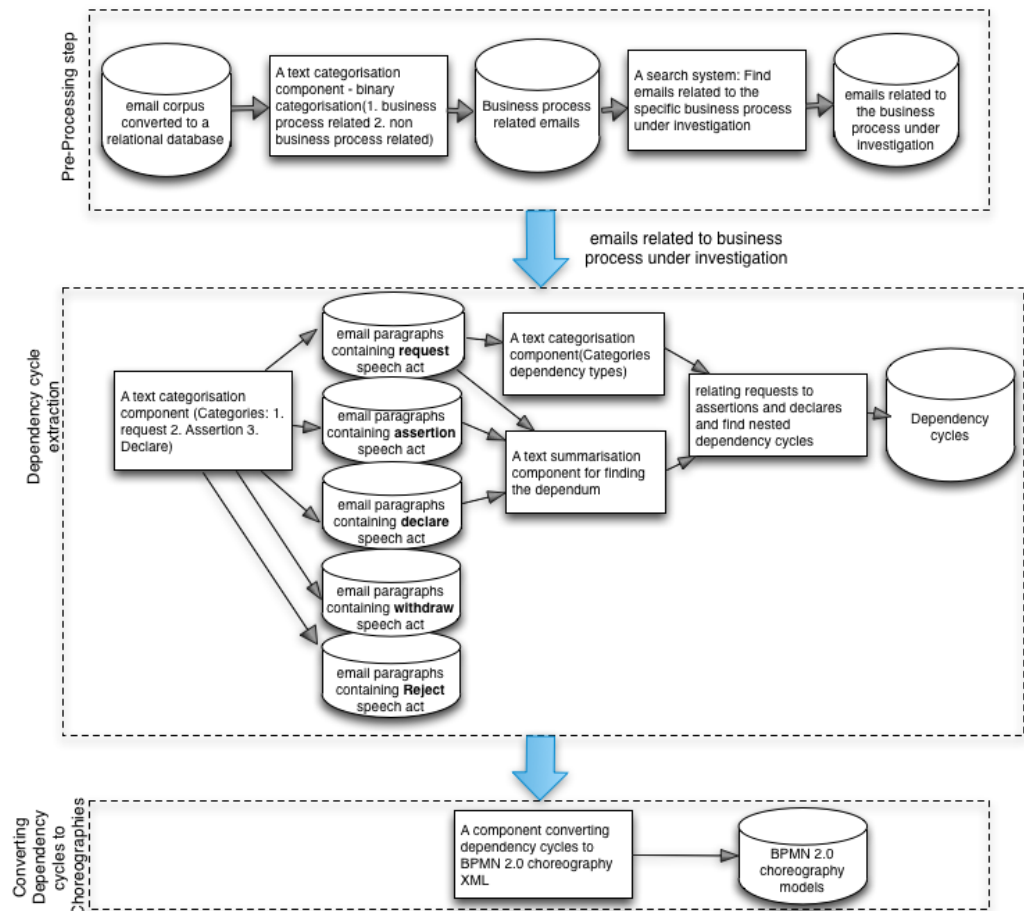 Pre-Processing step
email corpus
converted to a
relational database
A text categorisation
component - binary
categorisation(1. business
process related 2. non
business process related)
Business process
related emails
A search system: Find
emails related to the
specific business process
under investigation
emails related to
the business
process under
investigation
emails related to business
process under investigation
Dependency cycle
extraction
A text categorisation
component (Categories: 1.
request 2. Assertion 3.
Declare)
email paragraphs
containing request
speech act
email paragraphs
containing assertion
speech act
email paragraphs
containing declare
speech act
email paragraphs
containing withdraw
speech act
email paragraphs
containing Reject
speech act
A text categorisation
component(Categories
dependency types)
A text summarisation
component for finding
the dependum
relating requests to
assertions and declares
and find nested
dependency cycles
Dependency
cycles
Converting
Dependency
cycles to
Choreographies
A component converting
dependency cycles to
BPMN 2.0 choreography
XML
BPMN 2.0
choreography
models